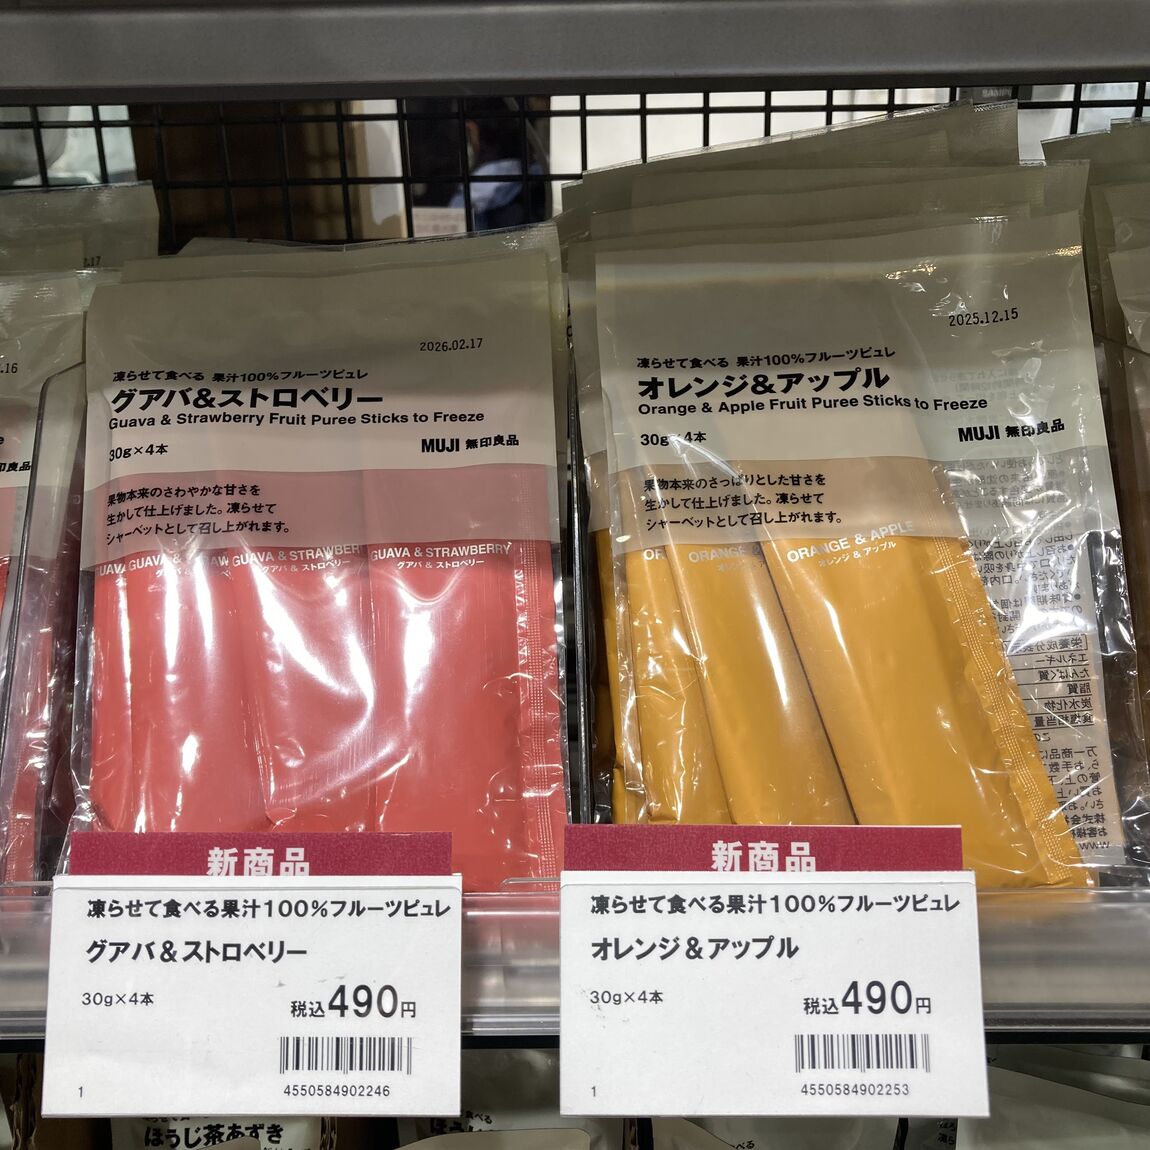 2026.02.17
凍らせて食べる 果汁100%フルーツピュレ
グアバ&ストロベリー
Guava & Strawberry Fruit Puree Sticks to Freeze
30g×4本
MUJI 無印良品
果物本来のさわやかな甘さを
生かして仕上げました。凍らせて
シャーベットとして召し上がれます。
GUAVA & STRAWBERRY
グアバ & ストロベリー
2025.12.15
凍らせて食べる 果汁100%フルーツピュレ
オレンジ&アップル
Orange & Apple Fruit Puree Sticks to Freeze
30g×4本
MUJI 無印良品
果物本来のさっぱりとした甘さを
生かして仕上げました。凍らせて
シャーベットとして召し上がれます。
ORANGE & APPLE
オレンジ & アップル
新商品
凍らせて食べる果汁100%フルーツピュレ
グアバ&ストロベリー
30g×4本
税込490円
4550584902246
1
新商品
凍らせて食べる果汁100%フルーツピュレ
オレンジ&アップル
30g×4本
税込490円
4550584902253
1
ほうじ茶あずき